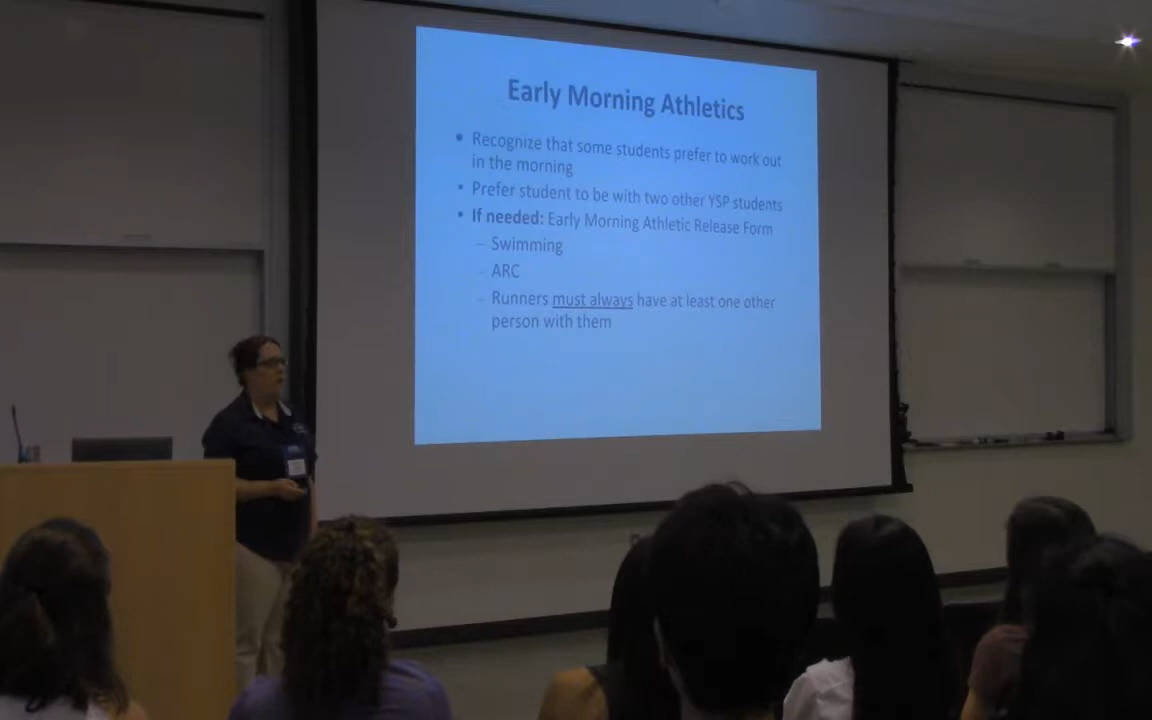 Early Morning Athletics
• Recognize that some students prefer to work out
in the morning
• Prefer student to be with two other YSP students
• If needed: Early Morning Athletic Release Form
– Swimming
– ARC
– Runners must always have at least one other
person with them